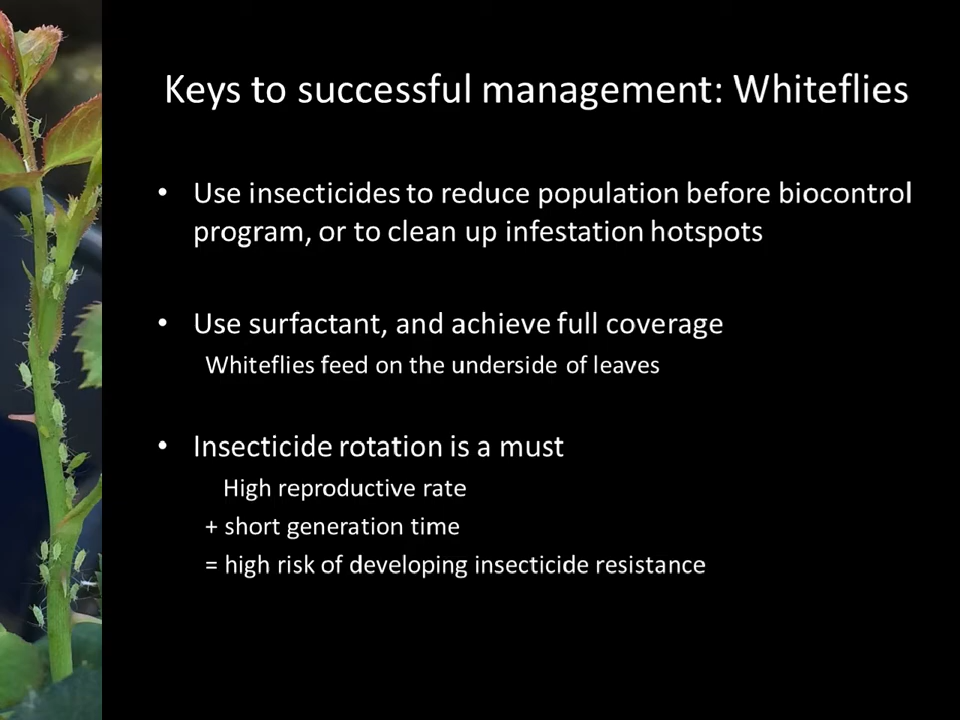 Keys to successful management: Whiteflies
• Use insecticides to reduce population before biocontrol
program, or to clean up infestation hotspots
• Use surfactant, and achieve full coverage
Whiteflies feed on the underside of leaves
• Insecticide rotation is a must
High reproductive rate
+ short generation time
= high risk of developing insecticide resistance